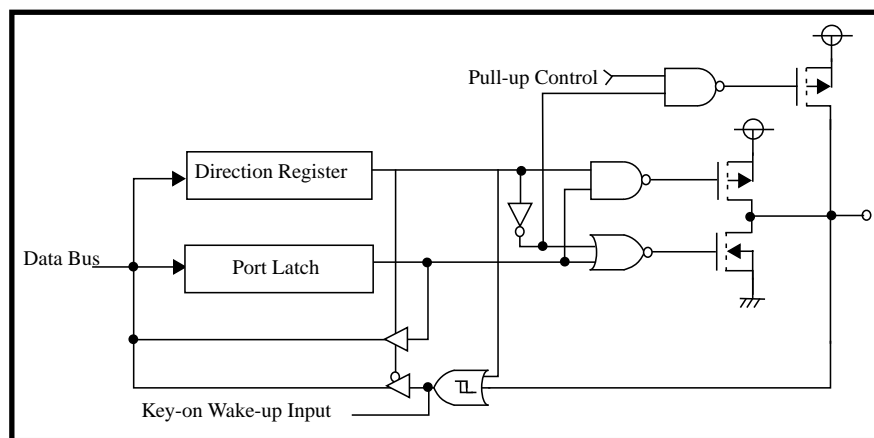 Pull-up Control
Direction Register
Data Bus
Port Latch
Key-on Wake-up Input